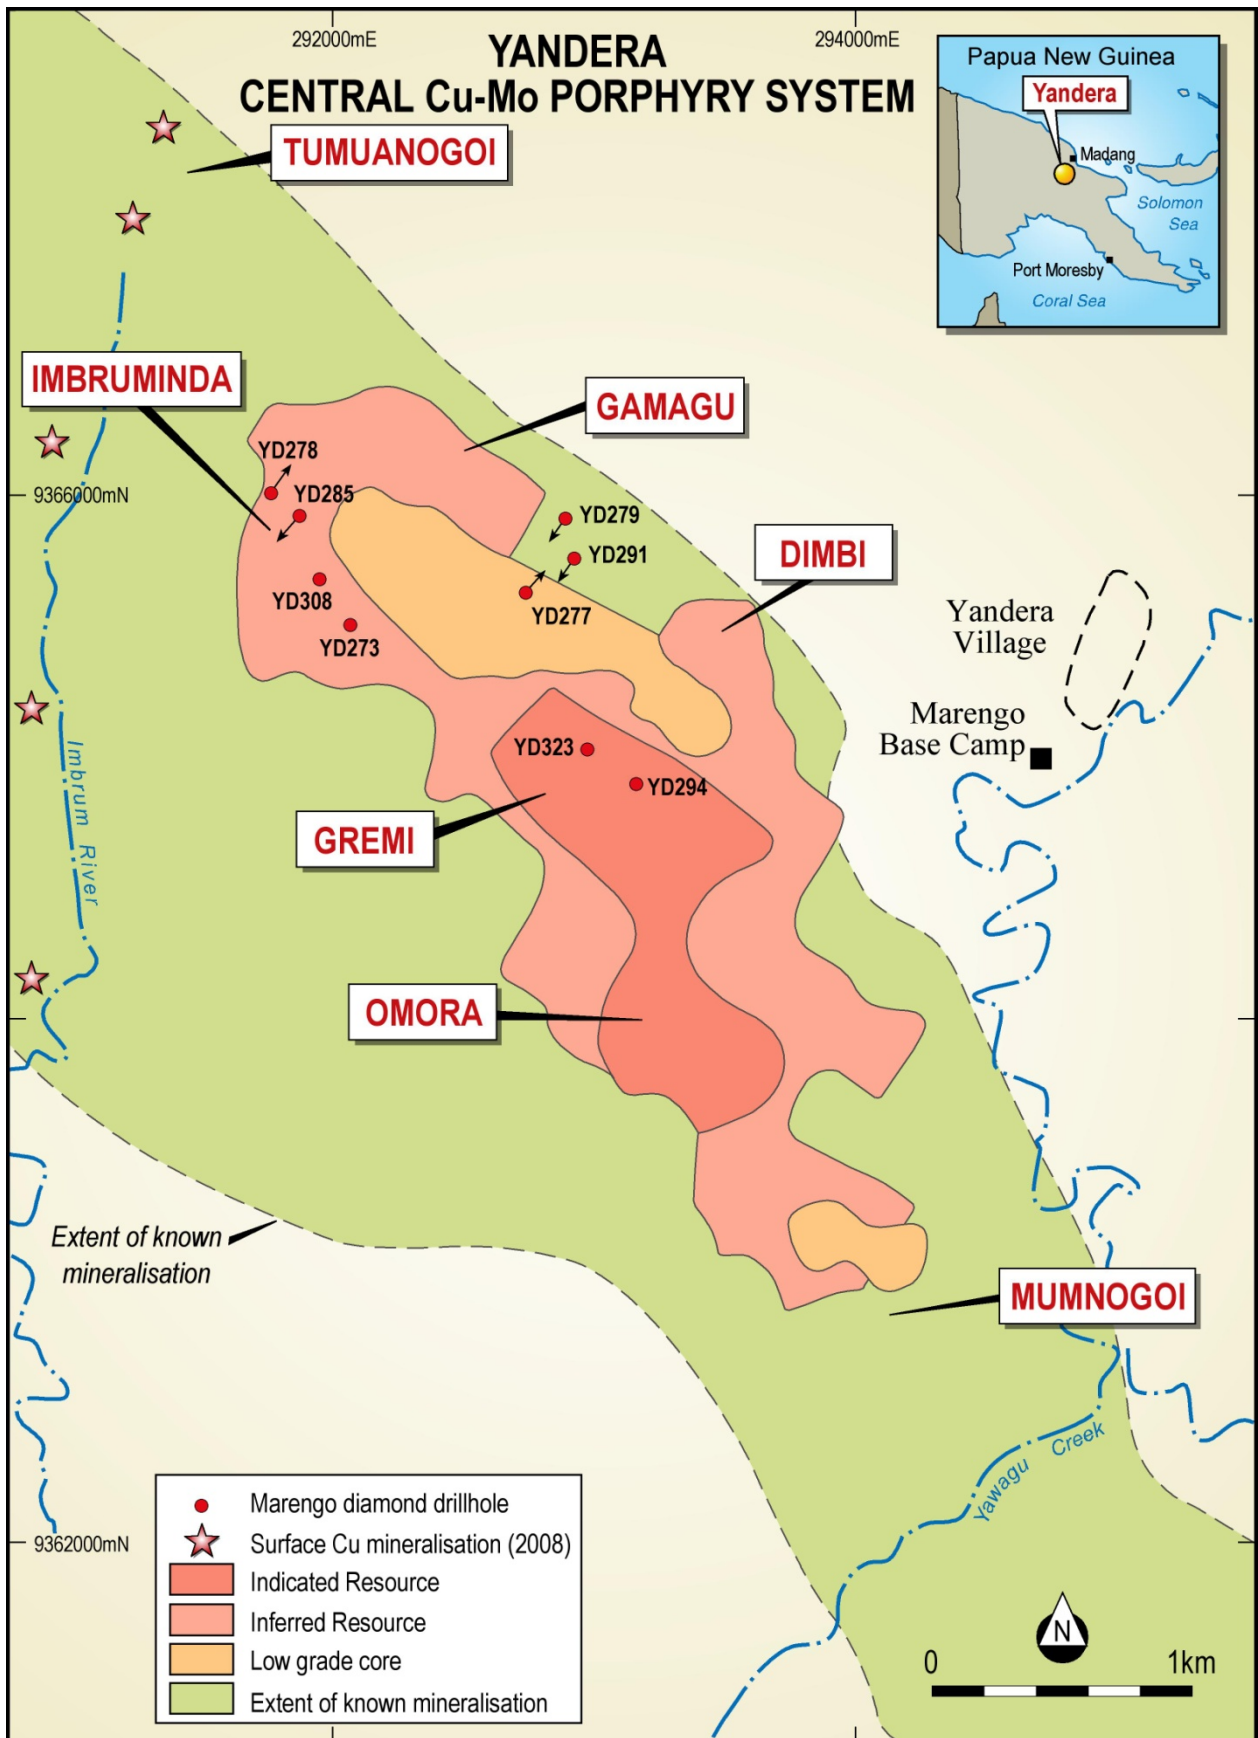 292000mE
294000mE
YANDERA
CENTRAL Cu-Mo PORPHYRY SYSTEM
Papua New Guinea
Yandera
Madang
Solomon
Sea
Port Moresby
Coral Sea
TUMUANOGOI
IMBRUMINDA
GAMAGU
YD278
9366000mN
YD285
YD279
YD291
DIMBI
YD308
YD277
YD273
Yandera
Village
Marengo
Base Camp
YD323
YD294
GREMI
Imbrum River
OMORA
Extent of known
mineralisation
MUMNOGOI
Yawagu Creek
Marengo diamond drillhole
Surface Cu mineralisation (2008)
9362000mN
Indicated Resource
Inferred Resource
Low grade core
Extent of known mineralisation
N
0
1km